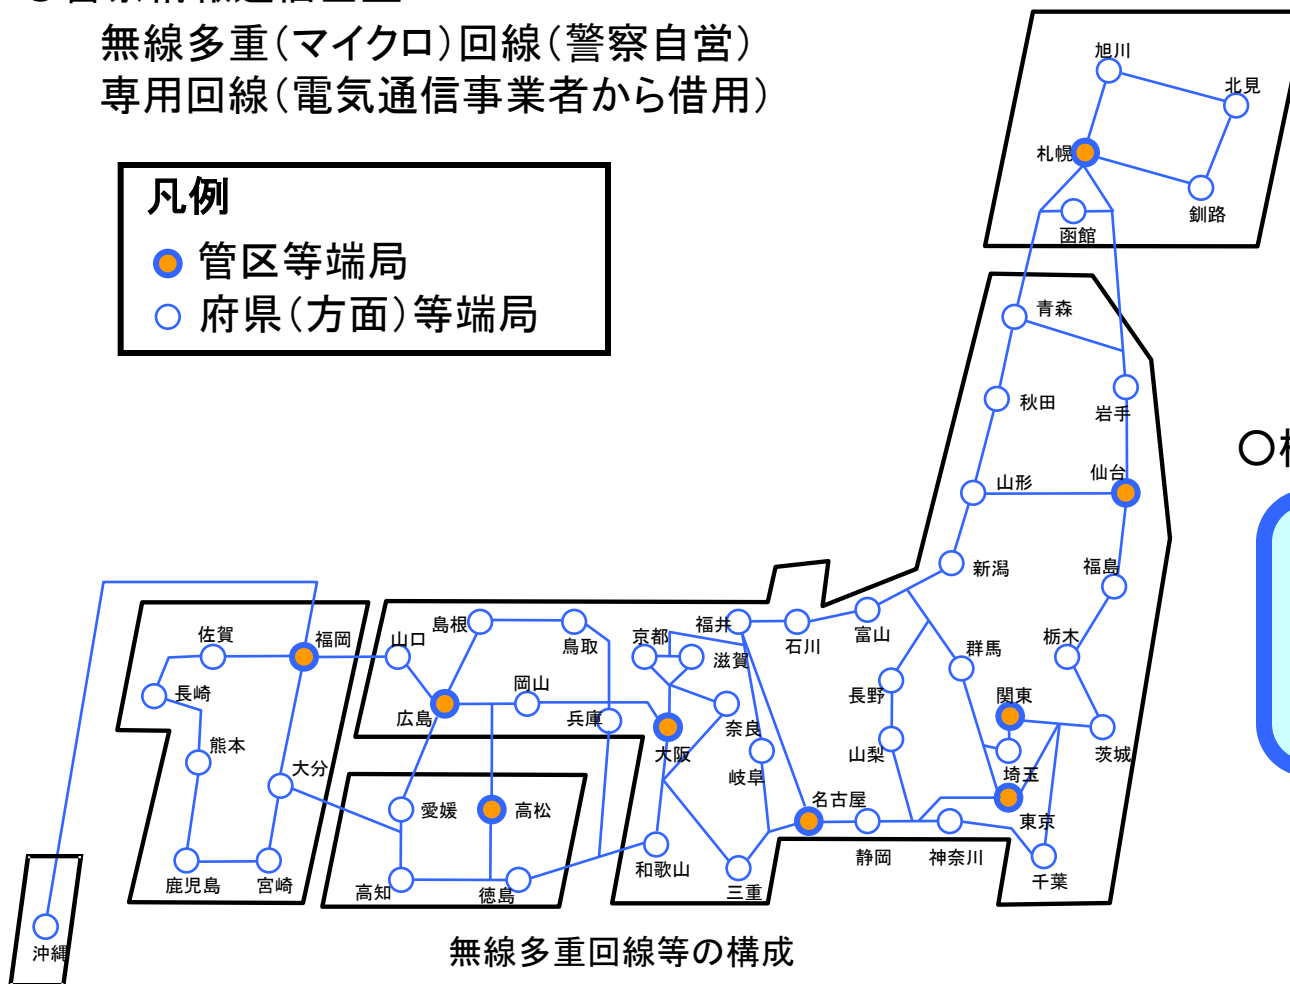 無線多重(マイクロ)回線(警察自営)
専用回線(電気通信事業者から借用)
凡例
管区等端局
府県(方面)等端局
旭川
北見
札幌
釧路
函館
青森
秋田
岩手
○
仙台
山形
新潟
福島
佐賀
福岡
山口
島根
鳥取
京都
滋賀
福井
石川
富山
群馬
栃木
長崎
広島
岡山
兵庫
大阪
奈良
長野
関東
熊本
大分
岐阜
山梨
埼玉
茨城
愛媛
高松
名古屋
東京
鹿児島
宮崎
高知
徳島
和歌山
三重
静岡
神奈川
千葉
沖縄
無線多重回線等の構成